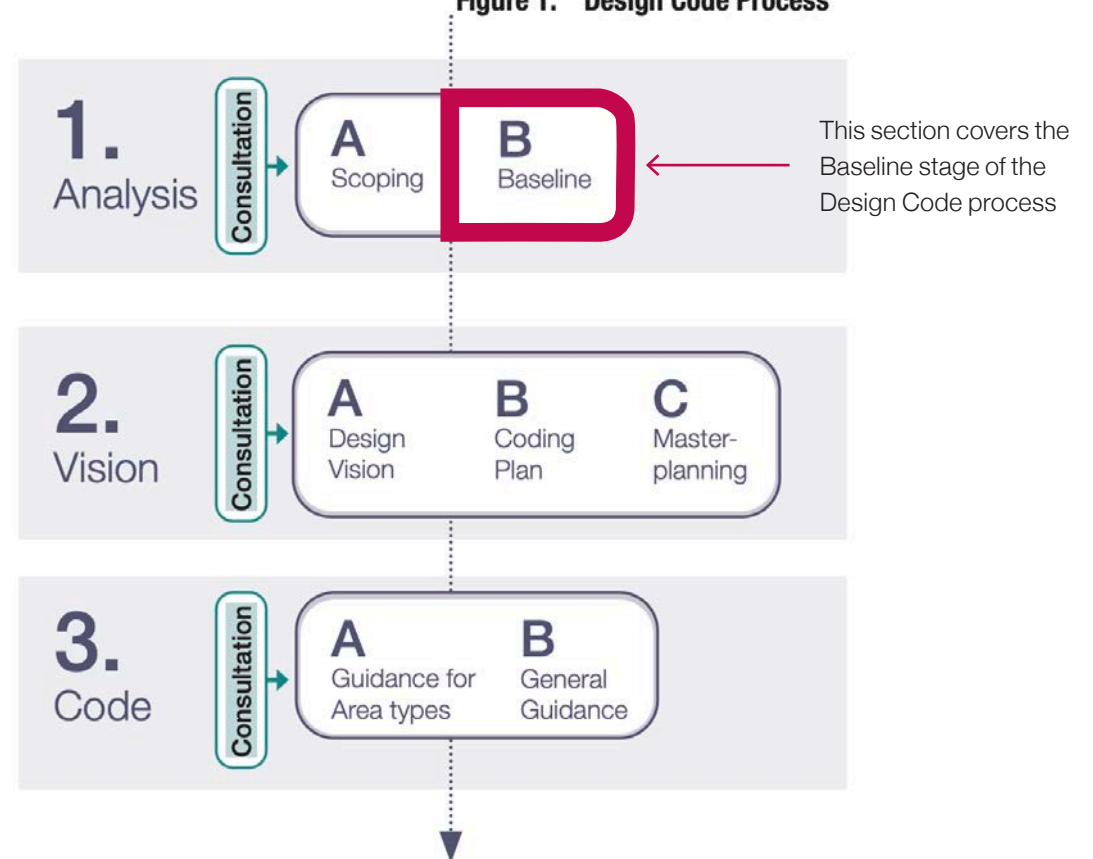 Figure 1. Design Code Process
1.
Analysis
Consultation
A
Scoping
B
Baseline
This section covers the
Baseline stage of the
Design Code process
2.
Vision
Consultation
A
Design
Vision
B
Coding
Plan
C
Master-
planning
3.
Code
Consultation
A
Guidance for
Area types
B
General
Guidance